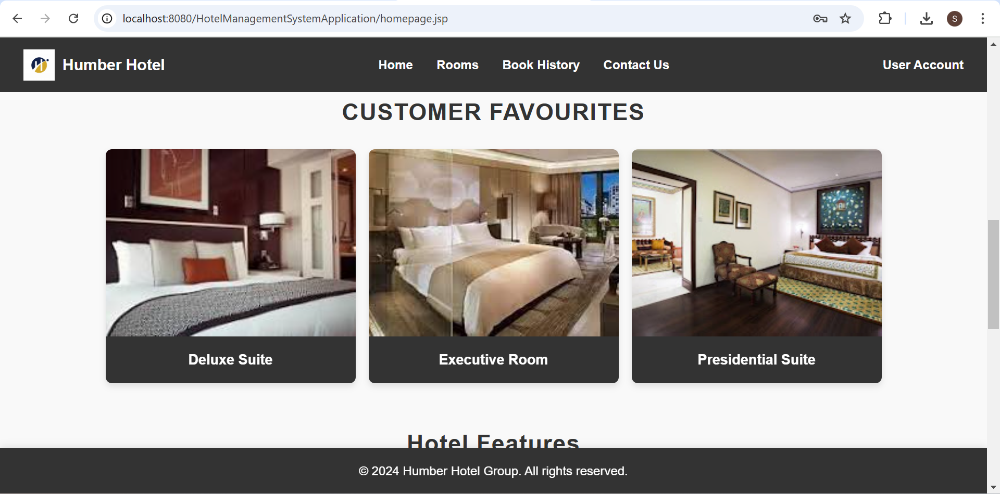 localhost:8080/HotelManagementSystemApplication/homepage.jsp
S
Humber Hotel
Home
Rooms
Book History
Contact Us
User Account
CUSTOMER FAVOURITES
Deluxe Suite
Executive Room
Presidential Suite
Hotel Features
© 2024 Humber Hotel Group. All rights reserved.